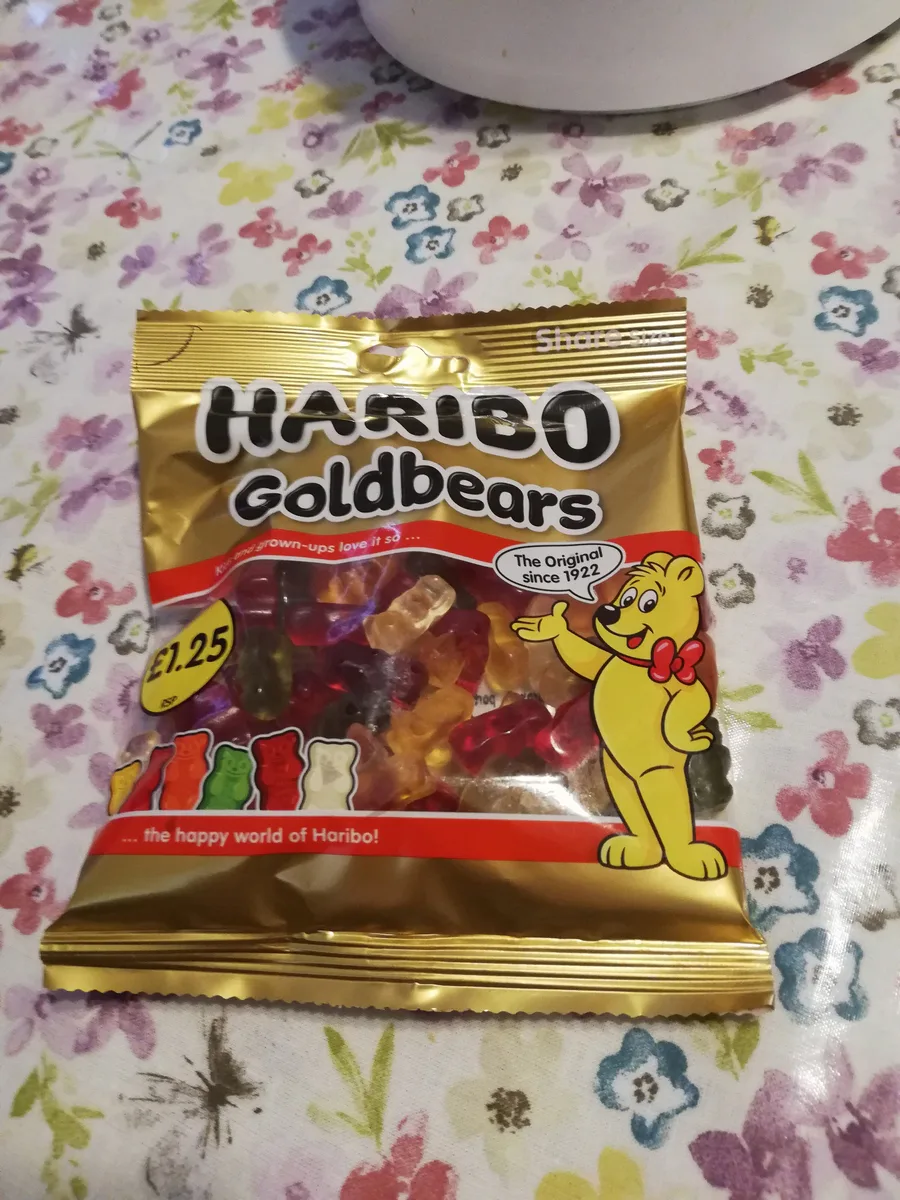 Share size
HARIBO
Goldbears
Kids and grown-ups love it so ...
The Original
since 1922
£1.25
RSP
... the happy world of Haribo!